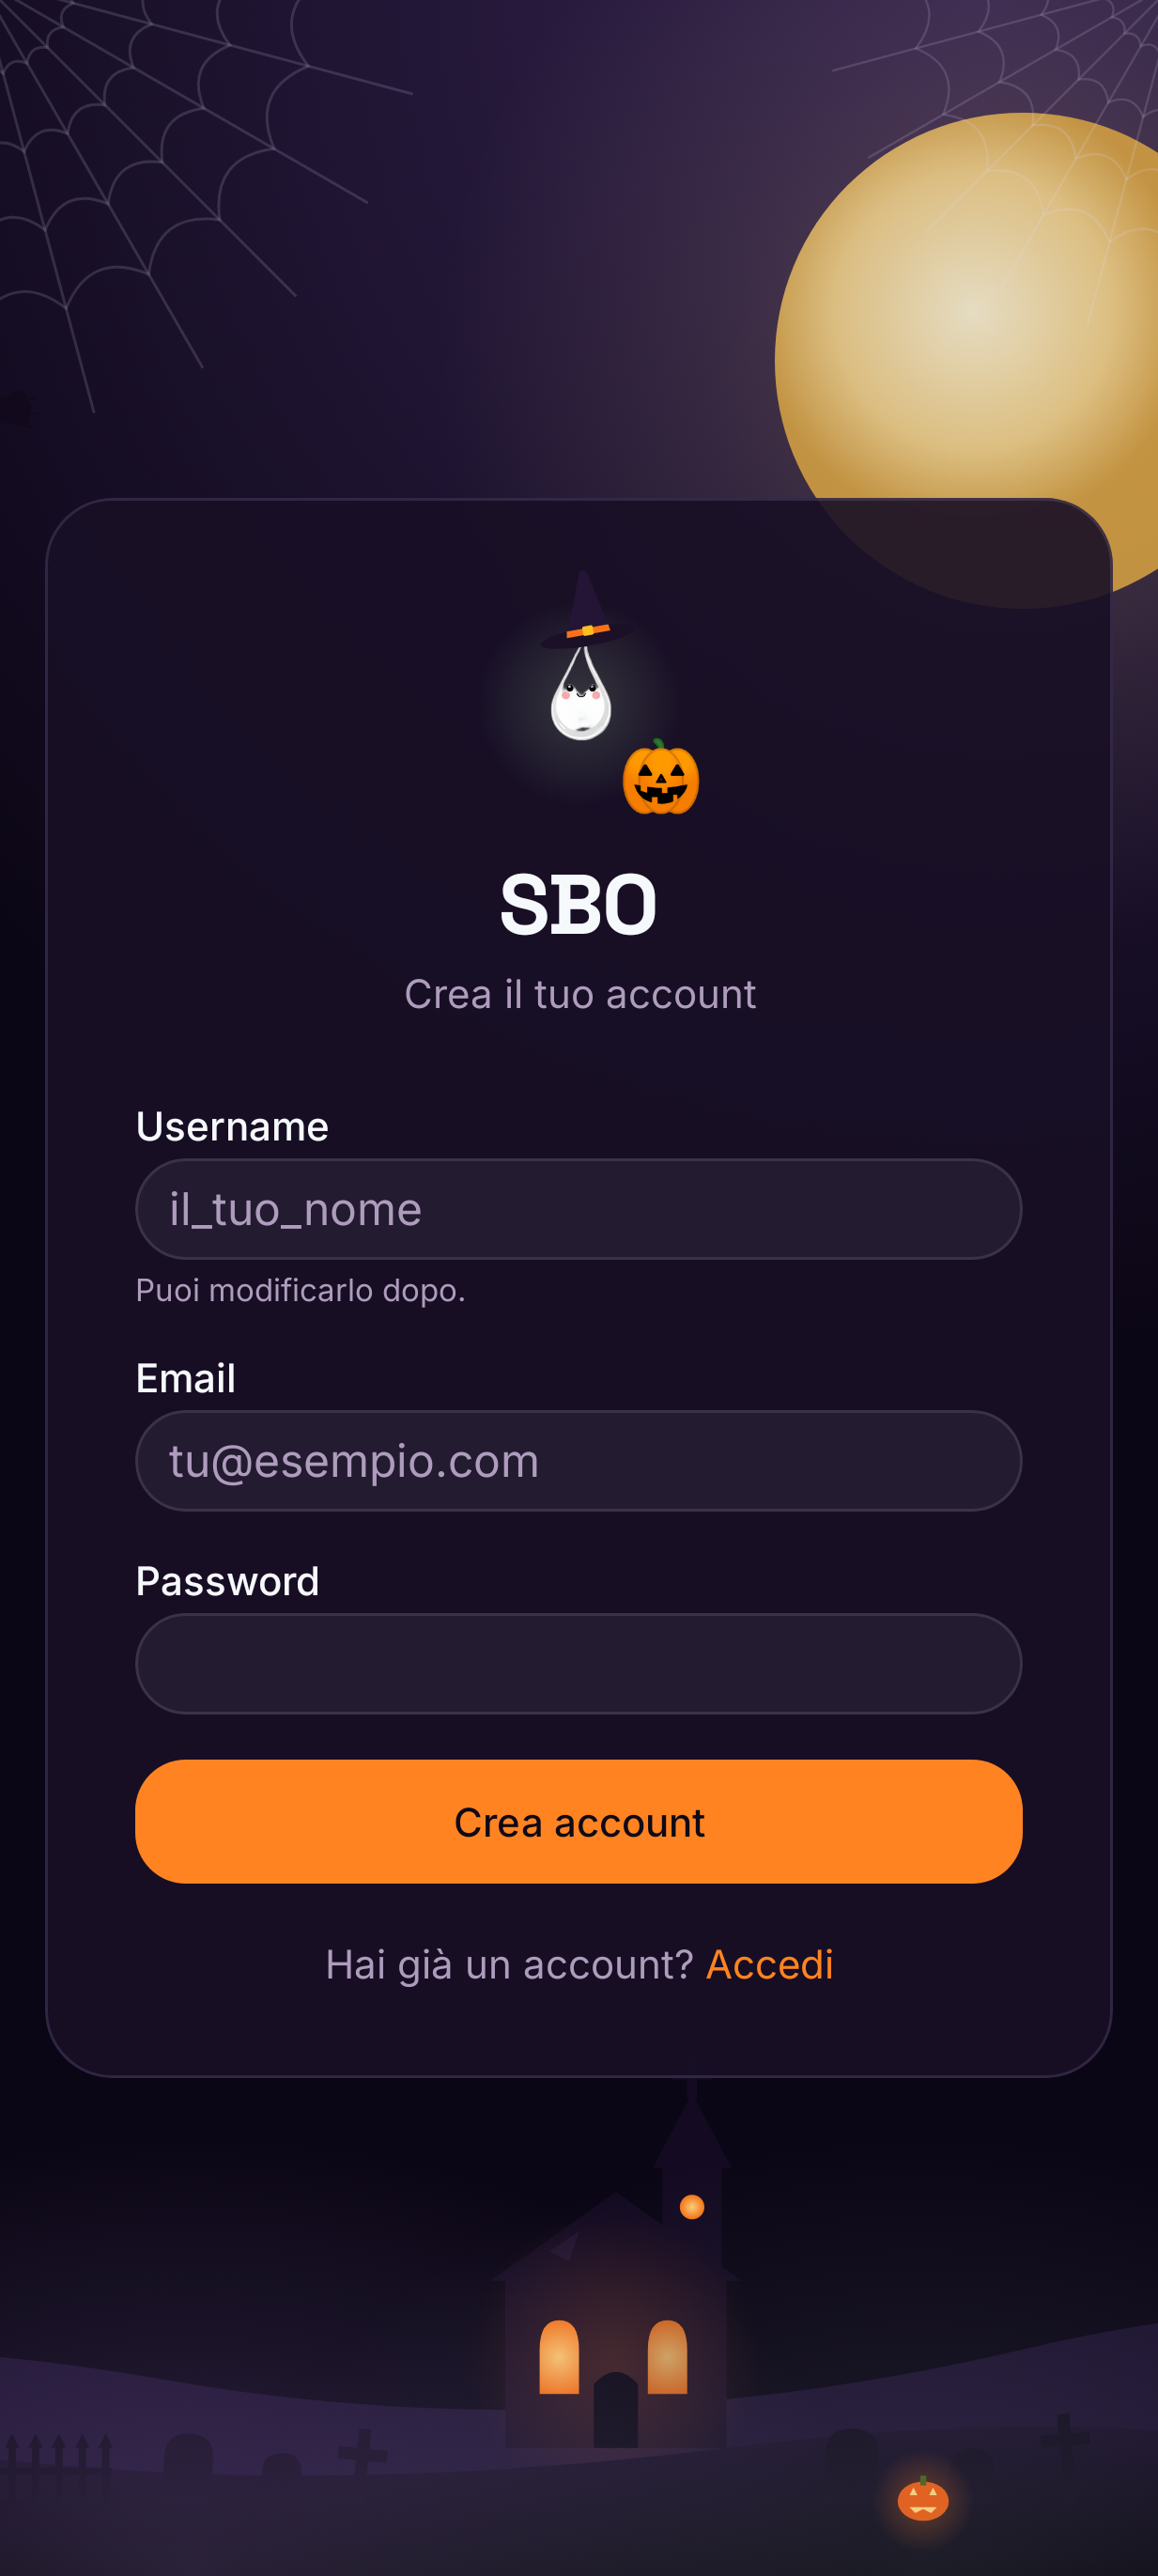 SBO
Crea il tuo account
Username
il_tuo_nome
Puoi modificarlo dopo.
Email
tu@esempio.com
Password
Crea account
Hai già un account? Accedi